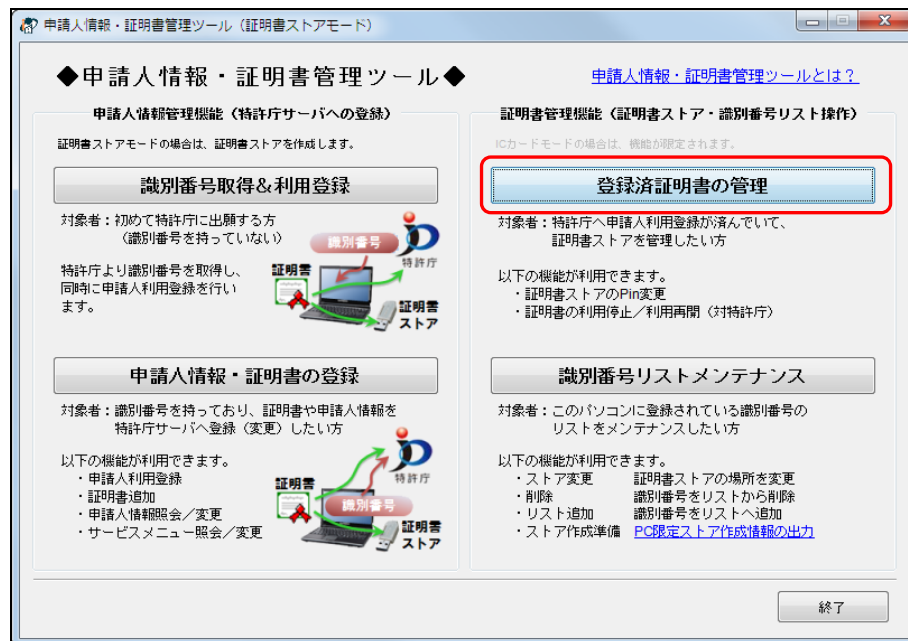 申請人情報・証明書管理ツール（証明書ストアモード）
◆申請人情報・証明書管理ツール◆
申請人情報・証明書管理ツールとは？
申請人情報管理機能（特許庁サーバへの登録）
証明書ストアモードの場合は、証明書ストアを作成します。
識別番号取得＆利用登録
対象者：初めて特許庁に出願する方
（識別番号を持っていない）
特許庁より識別番号を取得し、
同時に申請人利用登録を行い
ます。
識別番号
特許庁
証明書
証明書
ストア
申請人情報・証明書の登録
対象者：識別番号を持っており、証明書や申請人情報を
特許庁サーバへ登録（変更）したい方
以下の機能が利用できます。
・申請人利用登録
・証明書追加
・申請人情報照会／変更
・サービスメニュー照会／変更
特許庁
証明書
識別番号
証明書
ストア
証明書管理機能（証明書ストア・識別番号リスト操作）
ICカードモードの場合は、機能が限定されます。
登録済証明書の管理
対象者：特許庁へ申請人利用登録が済んでいて、
証明書ストアを管理したい方
以下の機能が利用できます。
・証明書ストアのPin変更
・証明書の利用停止／利用再開（対特許庁）
識別番号リストメンテナンス
対象者：このパソコンに登録されている識別番号の
リストをメンテナンスしたい方
以下の機能が利用できます。
・ストア変更 証明書ストアの場所を変更
・削除 識別番号をリストから削除
・リスト追加 識別番号をリストへ追加
・ストア作成準備 PC限定ストア作成情報の出力
終了